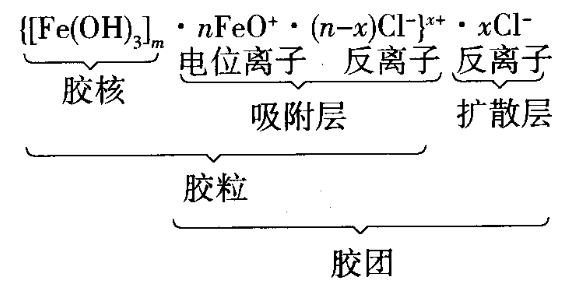 {[Fe(OH)₃]ₘ · nFeO⁺ · (n−x)Cl⁻}ˣ⁺ · xCl⁻
电位离子 反离子 反离子
胶核
吸附层 扩散层
胶粒
胶团